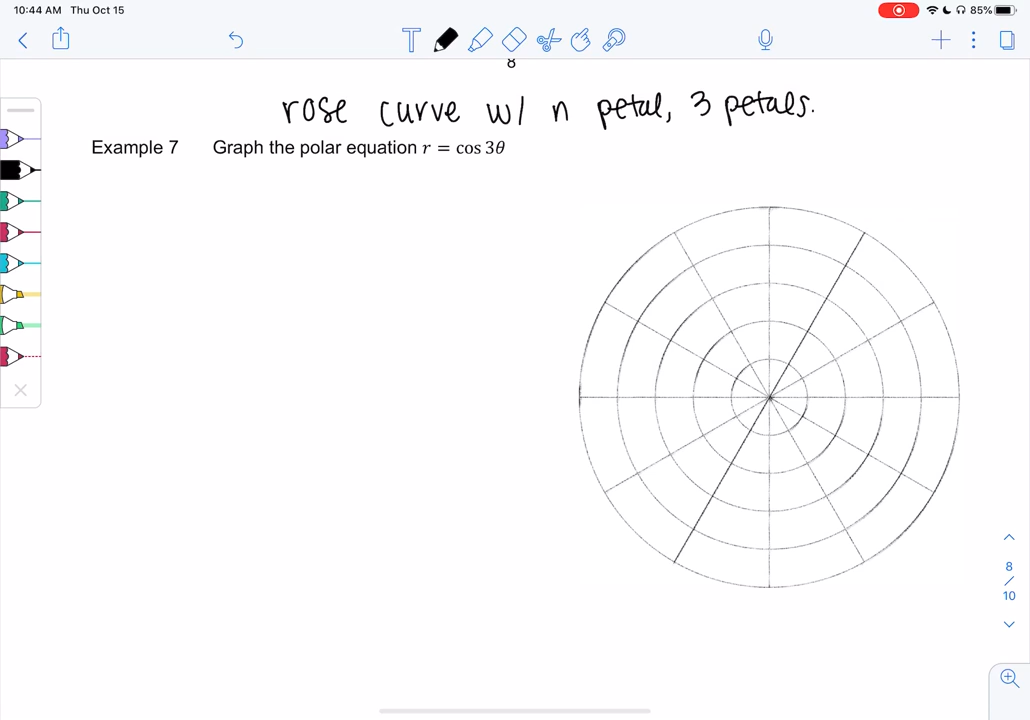 10:44 AM Thu Oct 15
85%
T
8
rose curve w/ n petal, 3 petals.
Example 7 Graph the polar equation r = cos 3θ
8
/
10